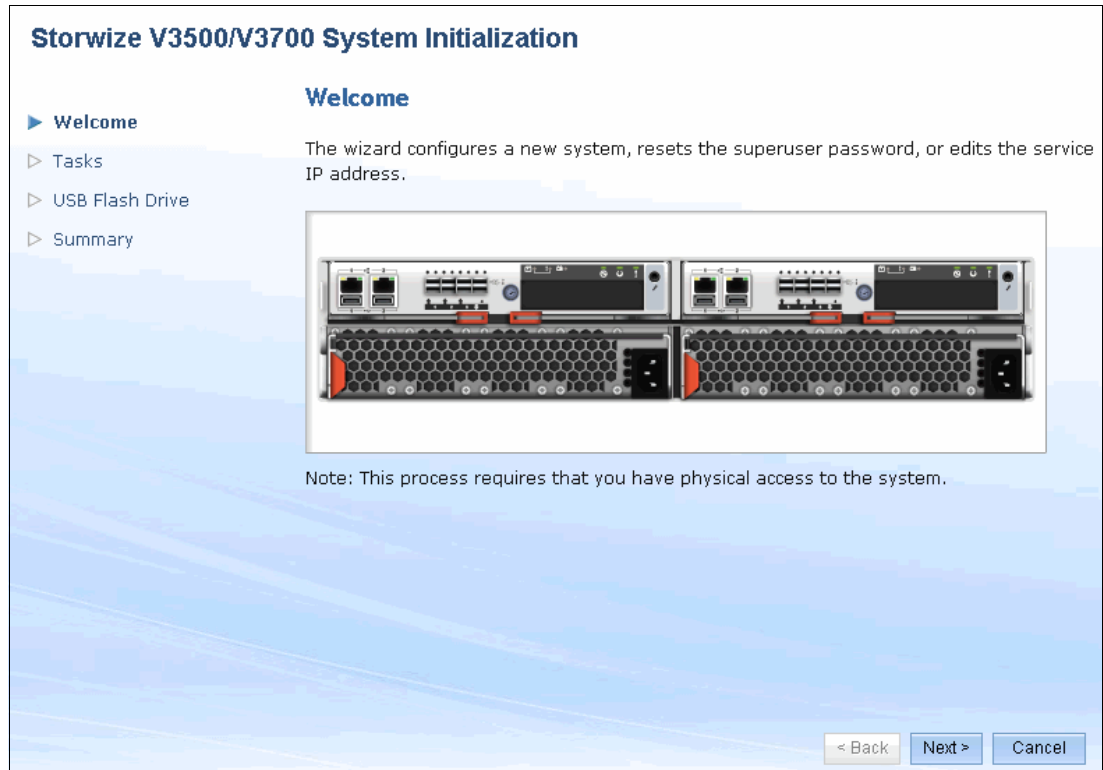 Storwize V3500/V3700 System Initialization
Welcome
Tasks
USB Flash Drive
Summary
Welcome
The wizard configures a new system, resets the superuser password, or edits the service
IP address.
Note: This process requires that you have physical access to the system.
< Back
Next >
Cancel